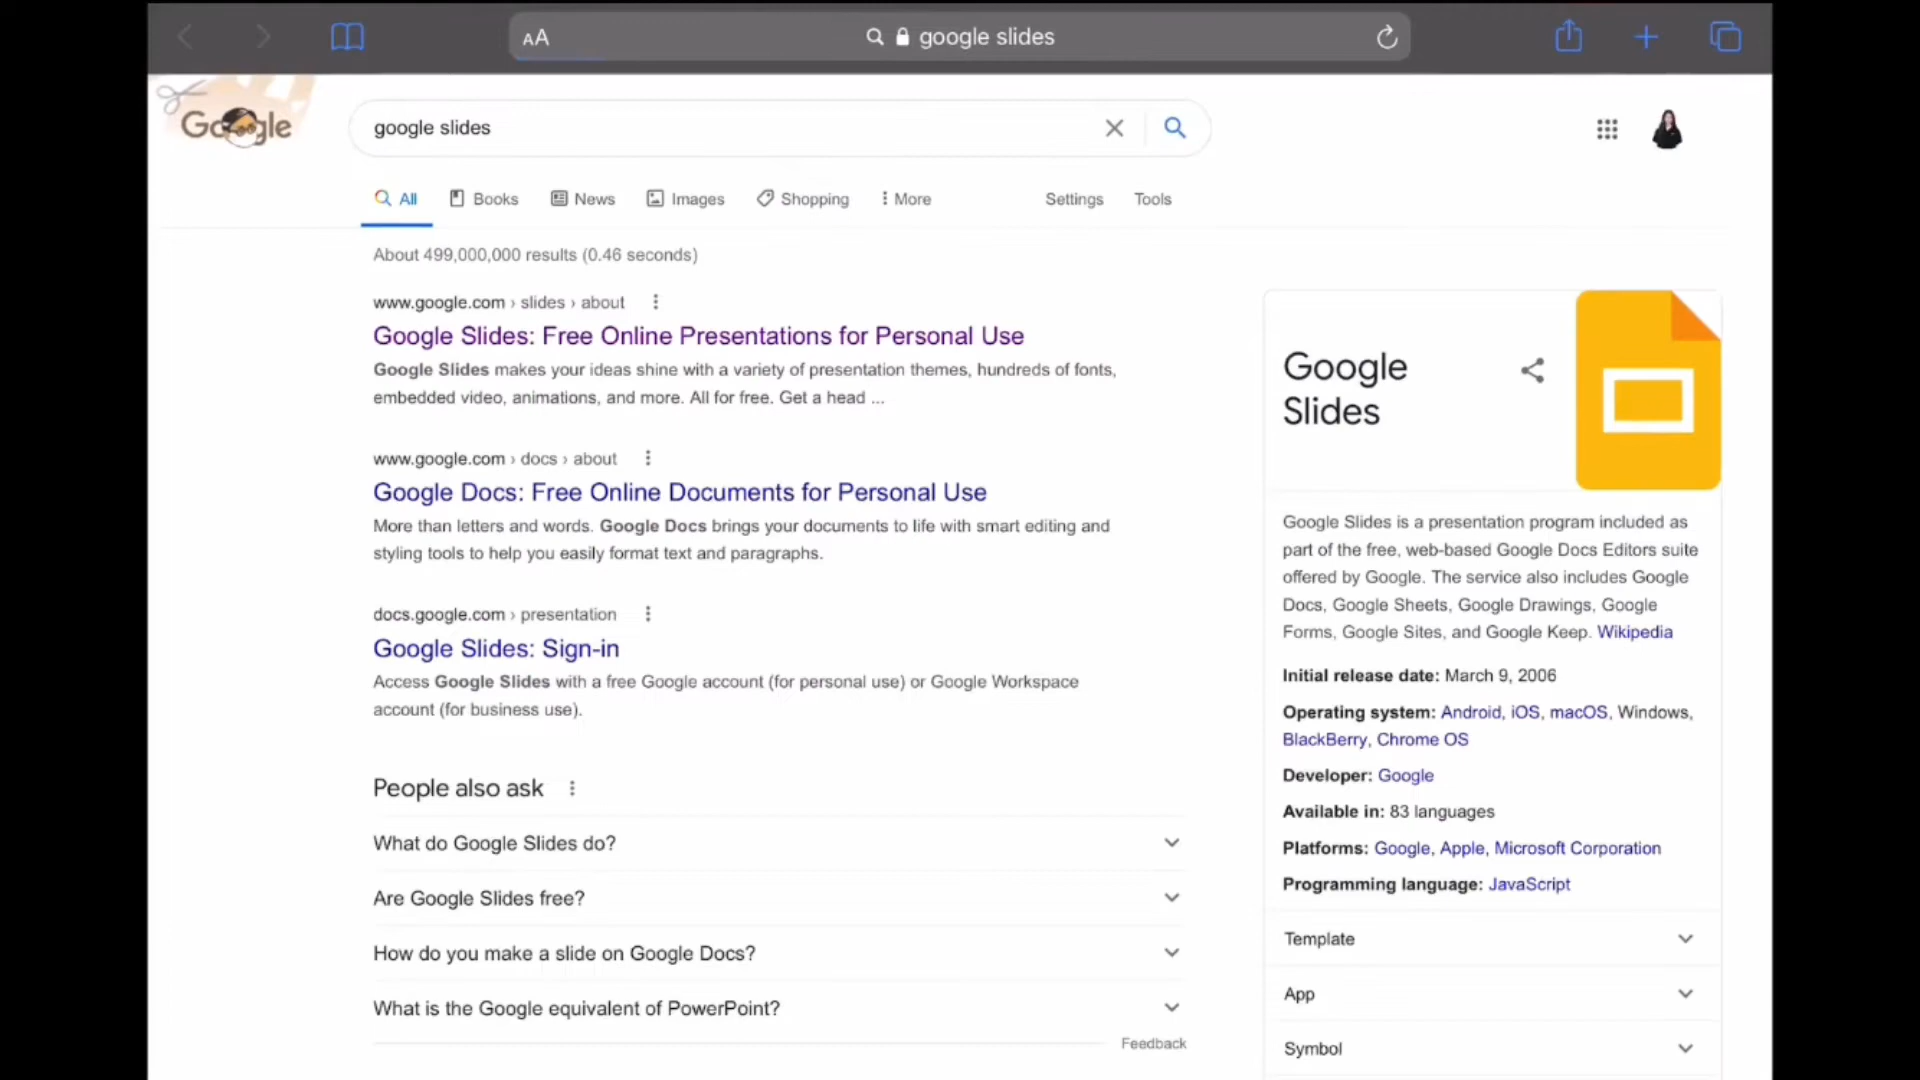 AA
google slides
Google
google slides
All
Books
News
Images
Shopping
More
Settings
Tools
About 499,000,000 results (0.46 seconds)
www.google.com › slides › about
Google Slides: Free Online Presentations for Personal Use
Google Slides makes your ideas shine with a variety of presentation themes, hundreds of fonts,
embedded video, animations, and more. All for free. Get a head ...
www.google.com › docs › about
Google Docs: Free Online Documents for Personal Use
More than letters and words. Google Docs brings your documents to life with smart editing and
styling tools to help you easily format text and paragraphs.
docs.google.com › presentation
Google Slides: Sign-in
Access Google Slides with a free Google account (for personal use) or Google Workspace
account (for business use).
People also ask
What do Google Slides do?
Are Google Slides free?
How do you make a slide on Google Docs?
What is the Google equivalent of PowerPoint?
Feedback
Google
Slides
Google Slides is a presentation program included as
part of the free, web-based Google Docs Editors suite
offered by Google. The service also includes Google
Docs, Google Sheets, Google Drawings, Google
Forms, Google Sites, and Google Keep. Wikipedia
Initial release date: March 9, 2006
Operating system: Android, iOS, macOS, Windows,
BlackBerry, Chrome OS
Developer: Google
Available in: 83 languages
Platforms: Google, Apple, Microsoft Corporation
Programming language: JavaScript
Template
App
Symbol